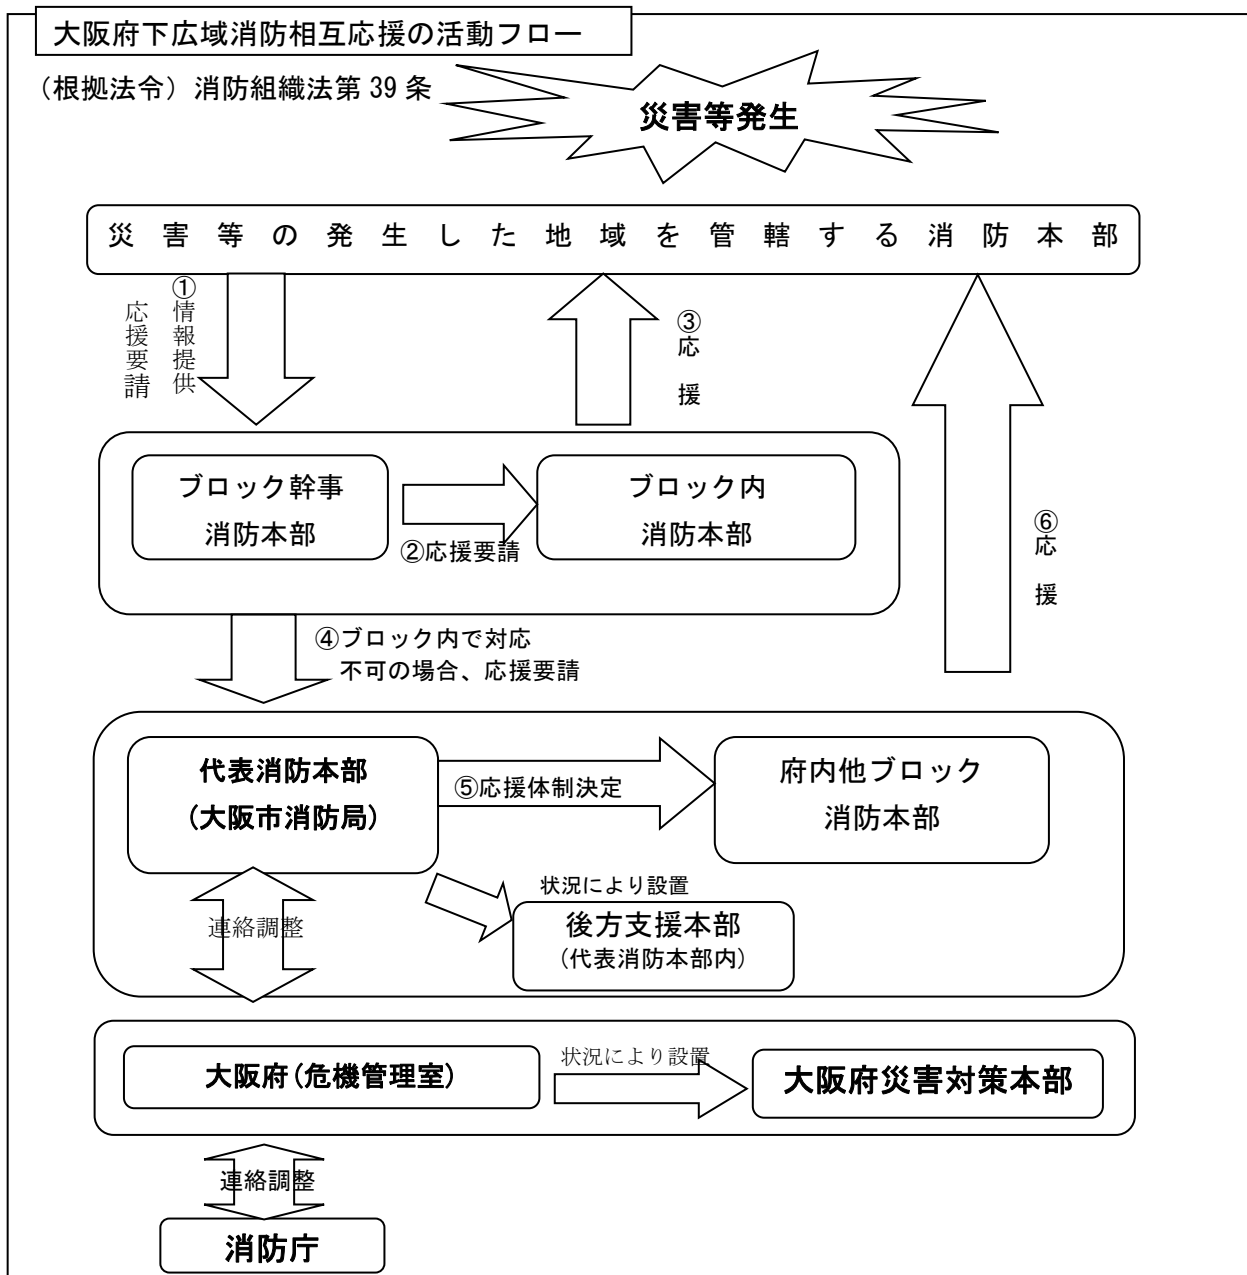 大阪府下広域消防相互応援の活動フロー
（根拠法令）消防組織法第 39 条
災害等発生
災害等の発生した地域を管轄する消防本部
①情報提供
応援要請
③応援
ブロック幹事
消防本部
②応援要請
ブロック内
消防本部
⑥応援
④ブロック内で対応
不可の場合、応援要請
代表消防本部
(大阪市消防局)
⑤応援体制決定
府内他ブロック
消防本部
状況により設置
後方支援本部
(代表消防本部内)
連絡調整
大阪府(危機管理室)
状況により設置
大阪府災害対策本部
連絡調整
消防庁